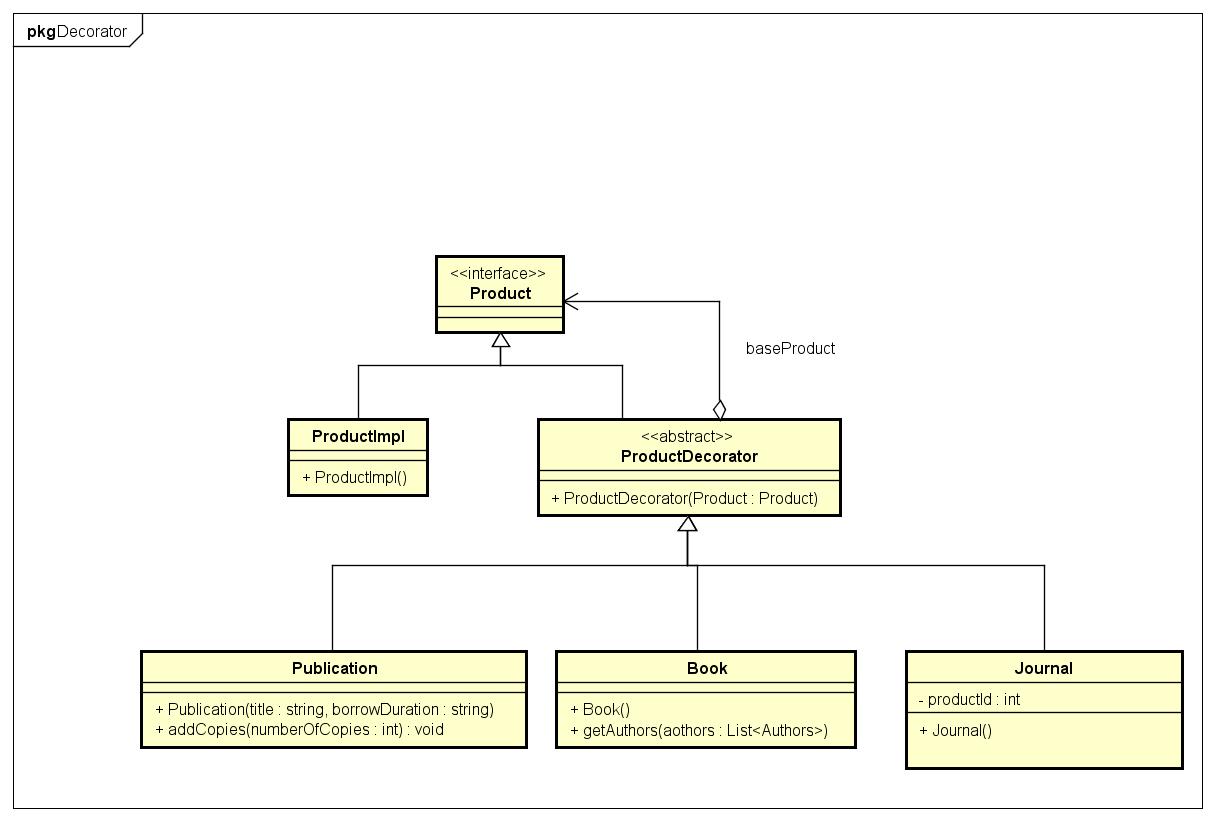 pkgDecorator
<<interface>>
Product
baseProduct
ProductImpl
+ ProductImpl()
<<abstract>>
ProductDecorator
+ ProductDecorator(Product : Product)
Publication
+ Publication(title : string, borrowDuration : string)
+ addCopies(numberOfCopies : int) : void
Book
+ Book()
+ getAuthors(aothors : List<Authors>)
Journal
- productId : int
+ Journal()